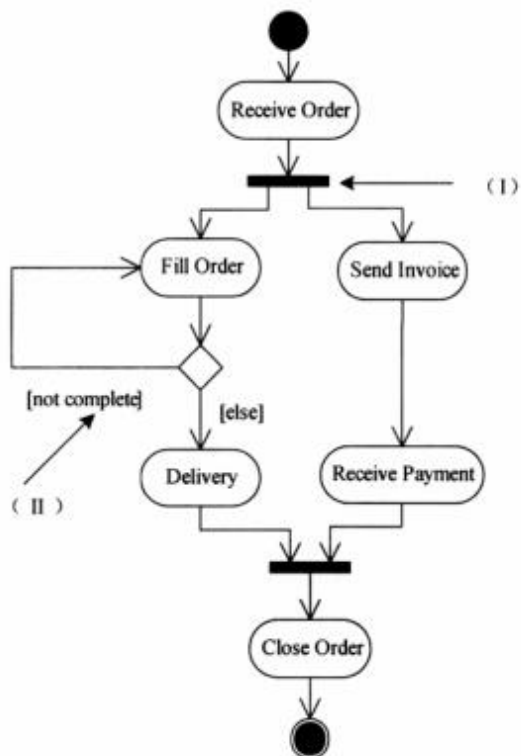 Receive Order
（I）
Fill Order
Send Invoice
[not complete]
[else]
Delivery
Receive Payment
（II）
Close Order